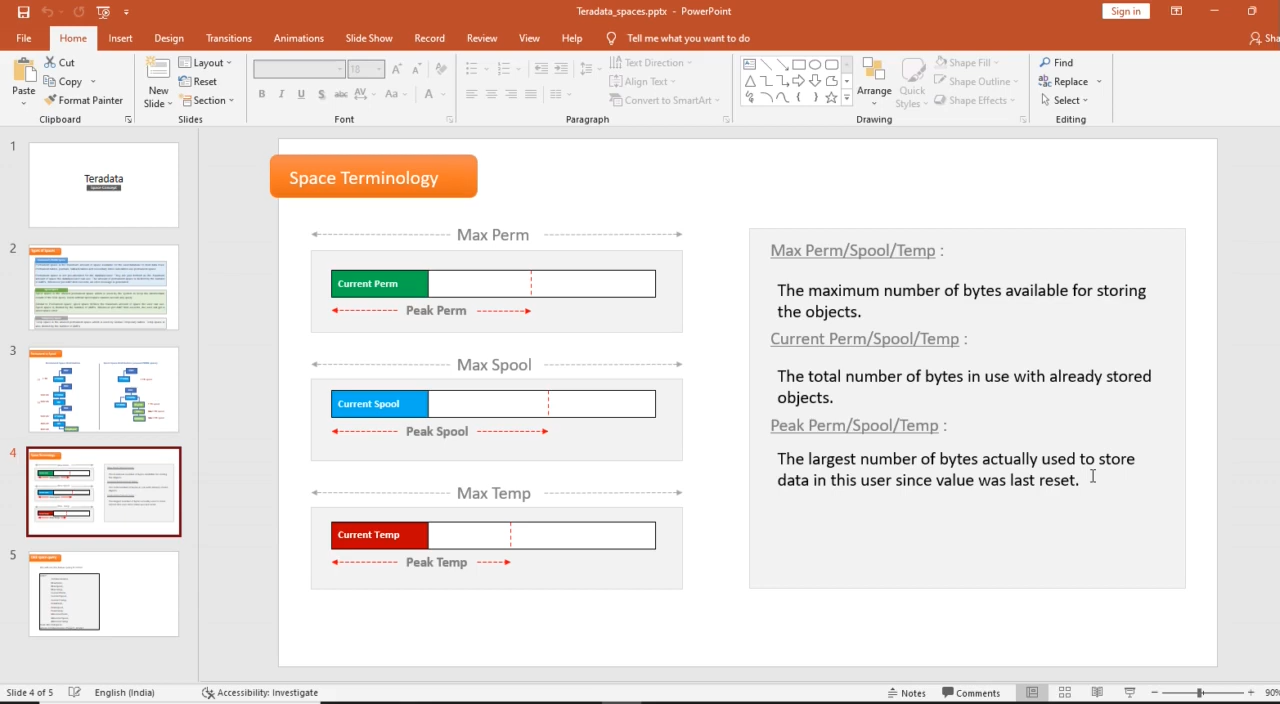 Teradata_spaces.pptx - PowerPoint
Sign in
File Home Insert Design Transitions Animations Slide Show Record Review View Help Tell me what you want to do
Paste
Cut
Copy
Format Painter
Clipboard
New Slide
Layout
Reset
Section
Slides
18
Font
Text Direction
Align Text
Convert to SmartArt
Paragraph
Arrange
Quick Styles
Shape Fill
Shape Outline
Shape Effects
Drawing
Find
Replace
Select
Editing
1
Teradata
2
3
4
5
Space Terminology
Max Perm
Current Perm
Peak Perm
Max Spool
Current Spool
Peak Spool
Max Temp
Current Temp
Peak Temp
Max Perm/Spool/Temp :
The maximum number of bytes available for storing
the objects.
Current Perm/Spool/Temp :
The total number of bytes in use with already stored
objects.
Peak Perm/Spool/Temp :
The largest number of bytes actually used to store
data in this user since value was last reset.
Slide 4 of 5 English (India) Accessibility: Investigate Notes Comments 90%